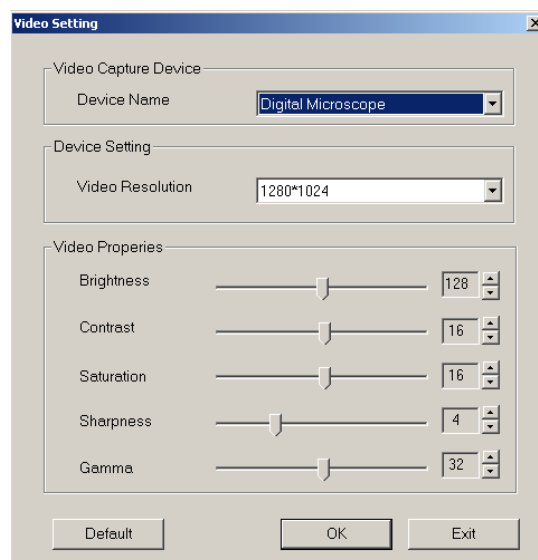 Video Setting
Video Capture Device
Device Name Digital Microscope
Device Setting
Video Resolution 1280*1024
Video Properies
Brightness 128
Contrast 16
Saturation 16
Sharpness 4
Gamma 32
Default OK Exit